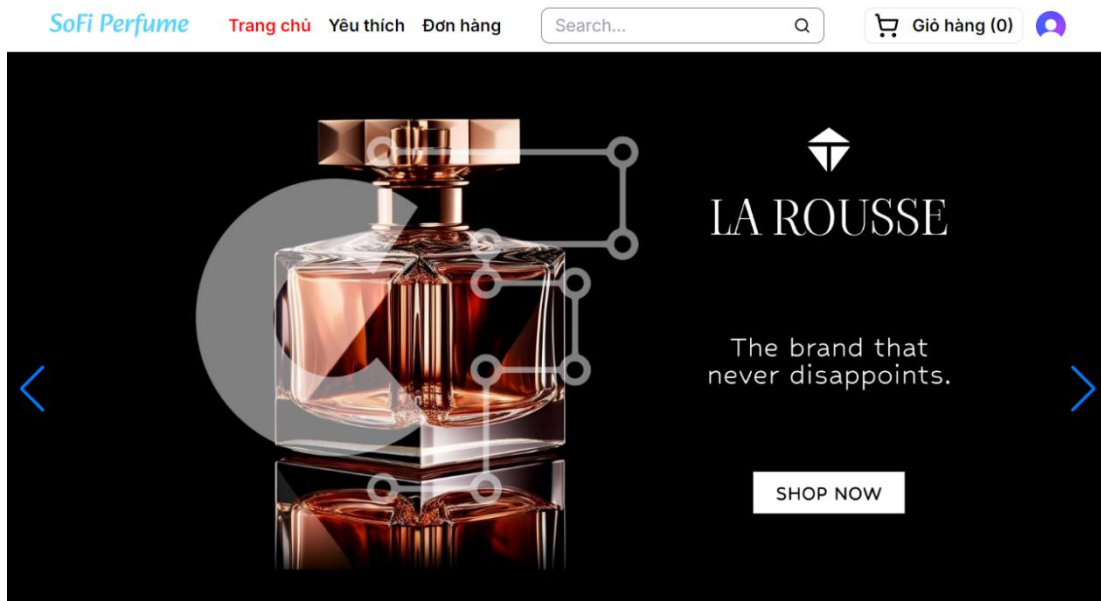 SoFi Perfume Trang chủ Yêu thích Đơn hàng Search... Giỏ hàng (0)
LA ROUSSE
The brand that
never disappoints.
SHOP NOW